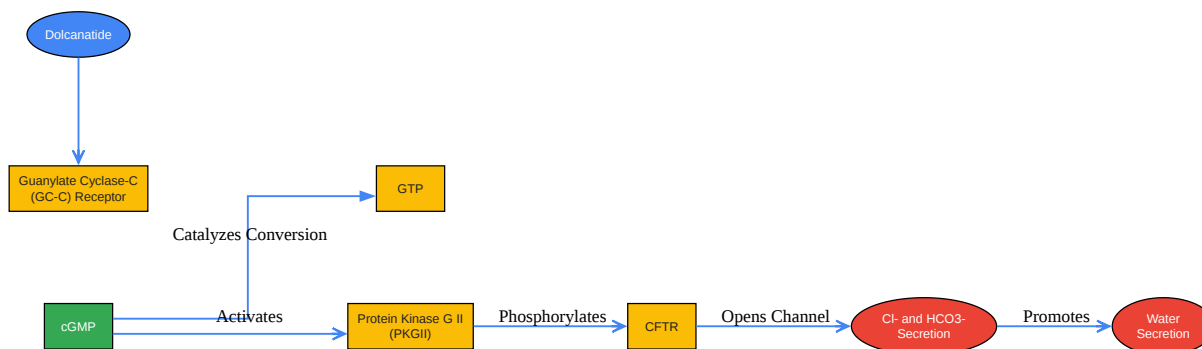 Dolcanatide
Guanylate Cyclase-C
(GC-C) Receptor
GTP
Catalyzes Conversion
cGMP
Activates
Protein Kinase G II
(PKGII)
Phosphorylates
CFTR
Opens Channel
Cl- and HCO3-
Secretion
Promotes
Water
Secretion